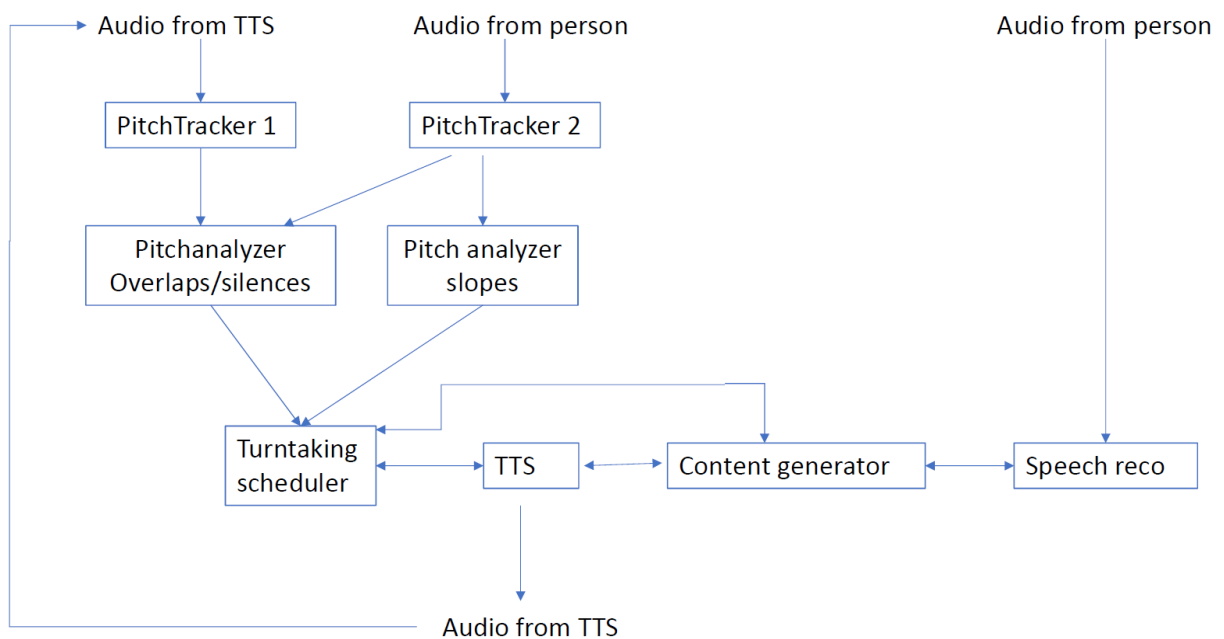 Audio from TTS
Audio from person
Audio from person
PitchTracker 1
PitchTracker 2
Pitchanalyzer
Overlaps/silences
Pitch analyzer
slopes
Turntaking
scheduler
TTS
Content generator
Speech reco
Audio from TTS